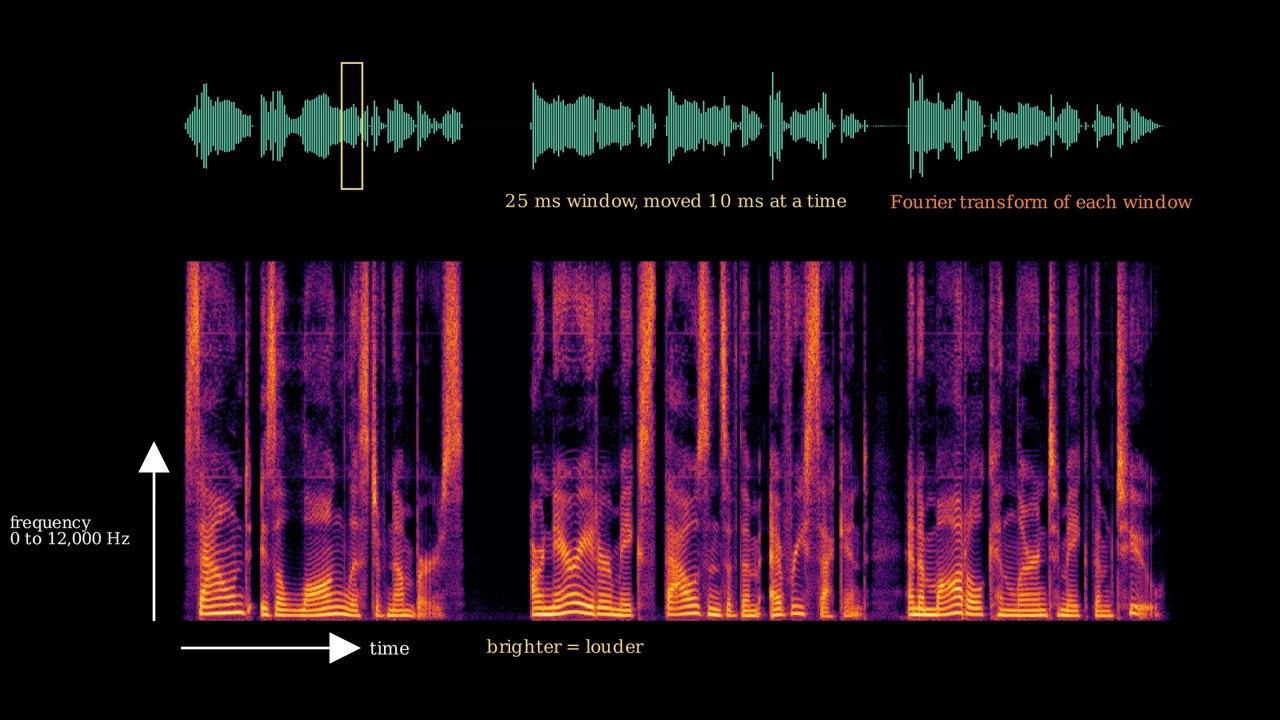 25 ms window, moved 10 ms at a time
Fourier transform of each window
frequency
0 to 12,000 Hz
time
brighter = louder